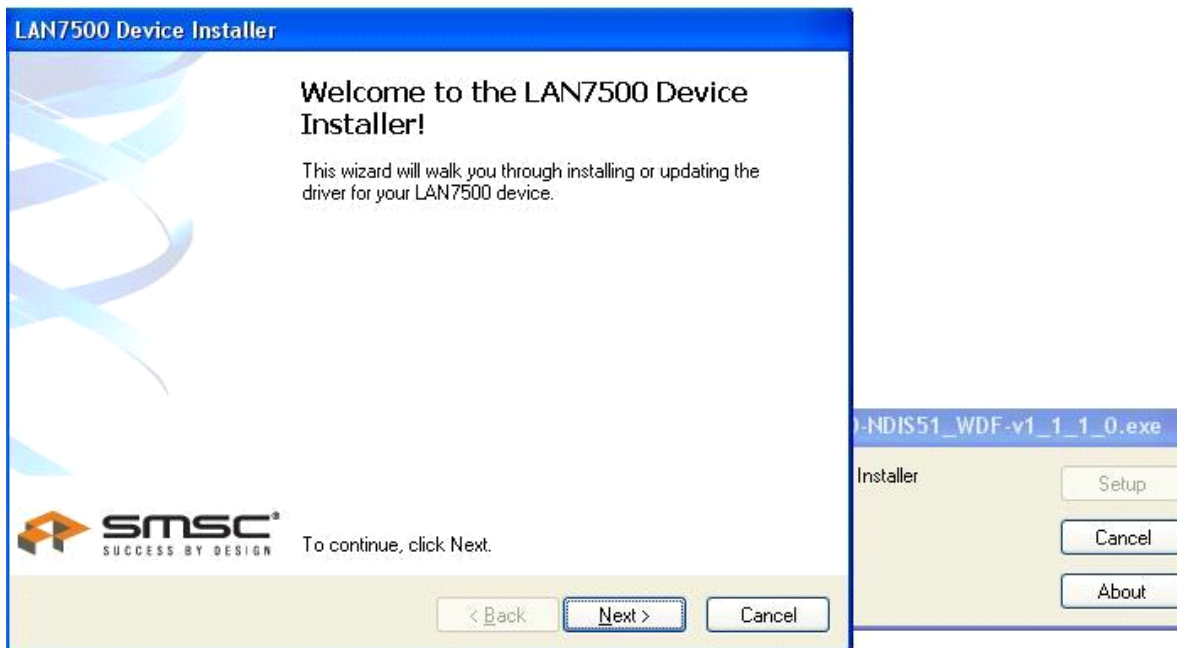 LAN7500 Device Installer
Welcome to the LAN7500 Device
Installer!
This wizard will walk you through installing or updating the
driver for your LAN7500 device.
smsc®
SUCCESS BY DESIGN
To continue, click Next.
< Back
Next >
Cancel
-NDIS51_WDF-v1_1_1_0.exe
Installer
Setup
Cancel
About